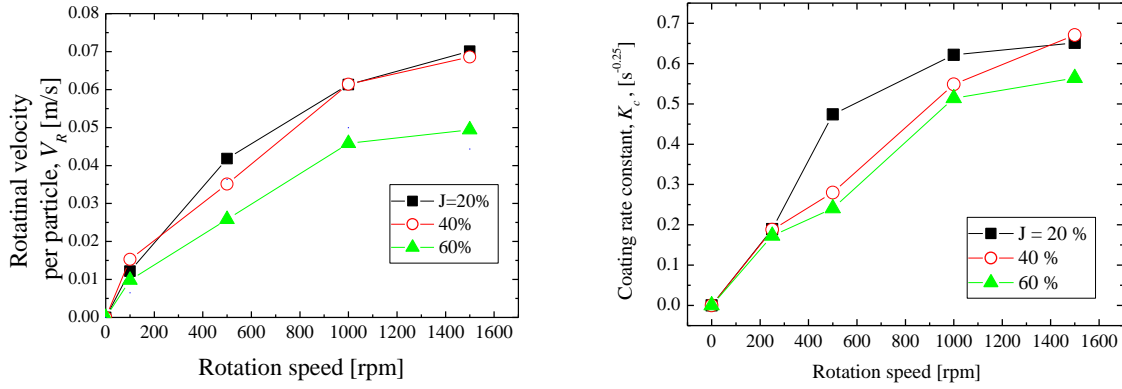 0.08
0.07
0.06
0.05
0.04
0.03
0.02
0.01
0.00
Rotatinal velocity
per particle, V_R [m/s]
J=20%
40%
60%
0 200 400 600 800 1000 1200 1400 1600
Rotation speed [rpm]
0.7
0.6
0.5
0.4
0.3
0.2
0.1
0.0
Coating rate constant, K_c, [s^-0.25]
J = 20 %
40 %
60 %
0 200 400 600 800 1000 1200 1400 1600
Rotation speed [rpm]